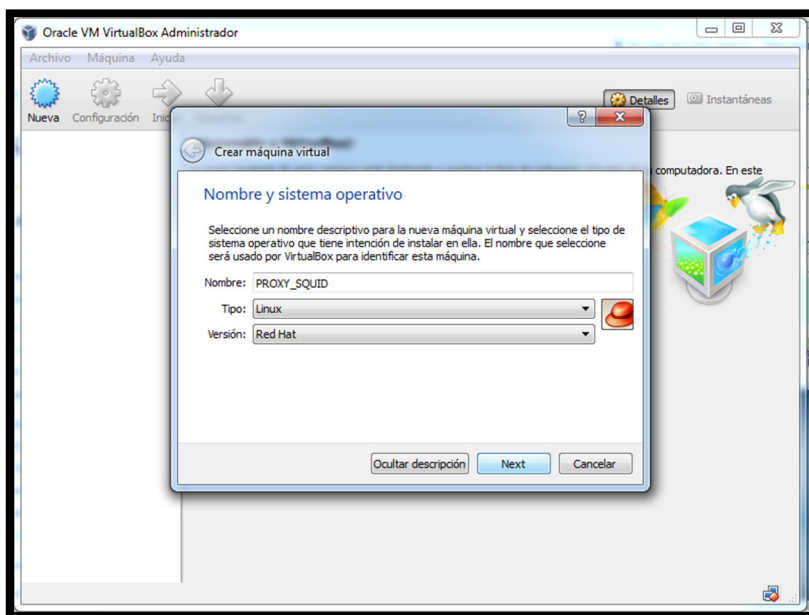 Oracle VM VirtualBox Administrador
Archivo Máquina Ayuda
Nueva Configuración
Detalles Instantáneas
computadora. En este
Crear máquina virtual
Nombre y sistema operativo
Seleccione un nombre descriptivo para la nueva máquina virtual y seleccione el tipo de
sistema operativo que tiene intención de instalar en ella. El nombre que seleccione
será usado por VirtualBox para identificar esta máquina.
Nombre: PROXY_SQUID
Tipo: Linux
Versión: Red Hat
Ocultar descripción Next Cancelar